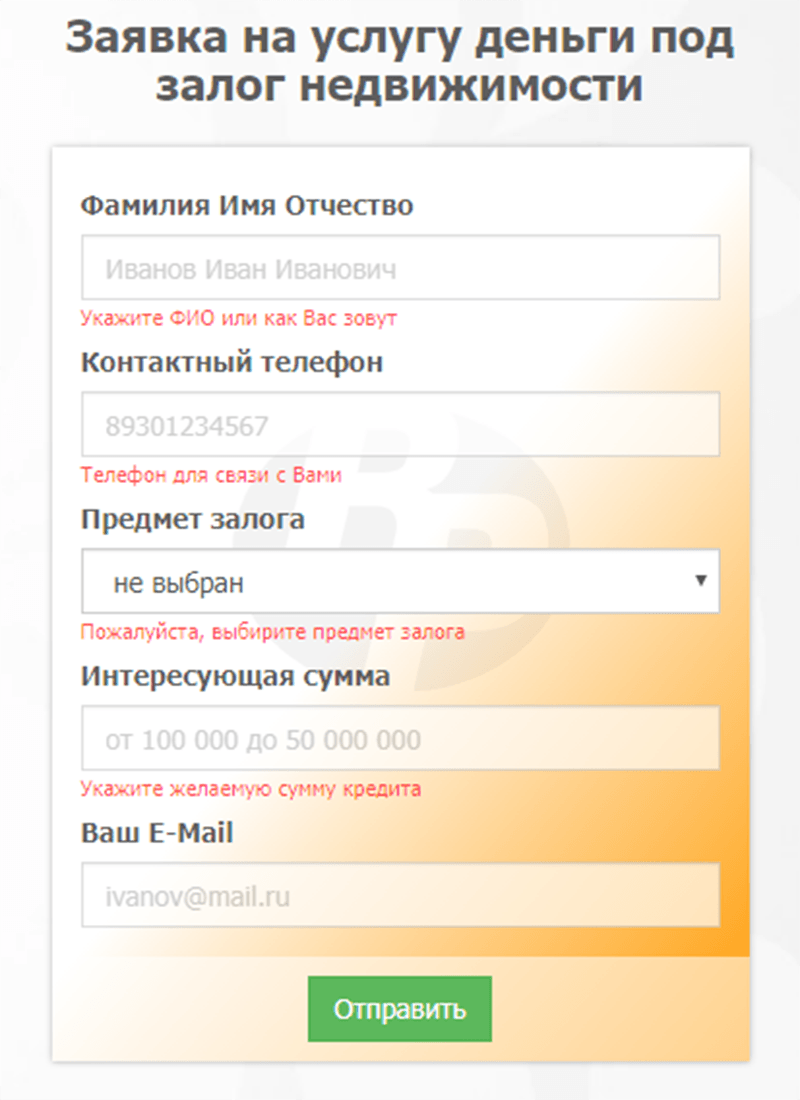 Заявка на услугу деньги под
залог недвижимости
Фамилия Имя Отчество
Иванов Иван Иванович
Укажите ФИО или как Вас зовут
Контактный телефон
89301234567
Телефон для связи с Вами
Предмет залога
не выбран
Пожалуйста, выбирите предмет залога
Интересующая сумма
от 100 000 до 50 000 000
Укажите желаемую сумму кредита
Ваш E-Mail
ivanov@mail.ru
Отправить